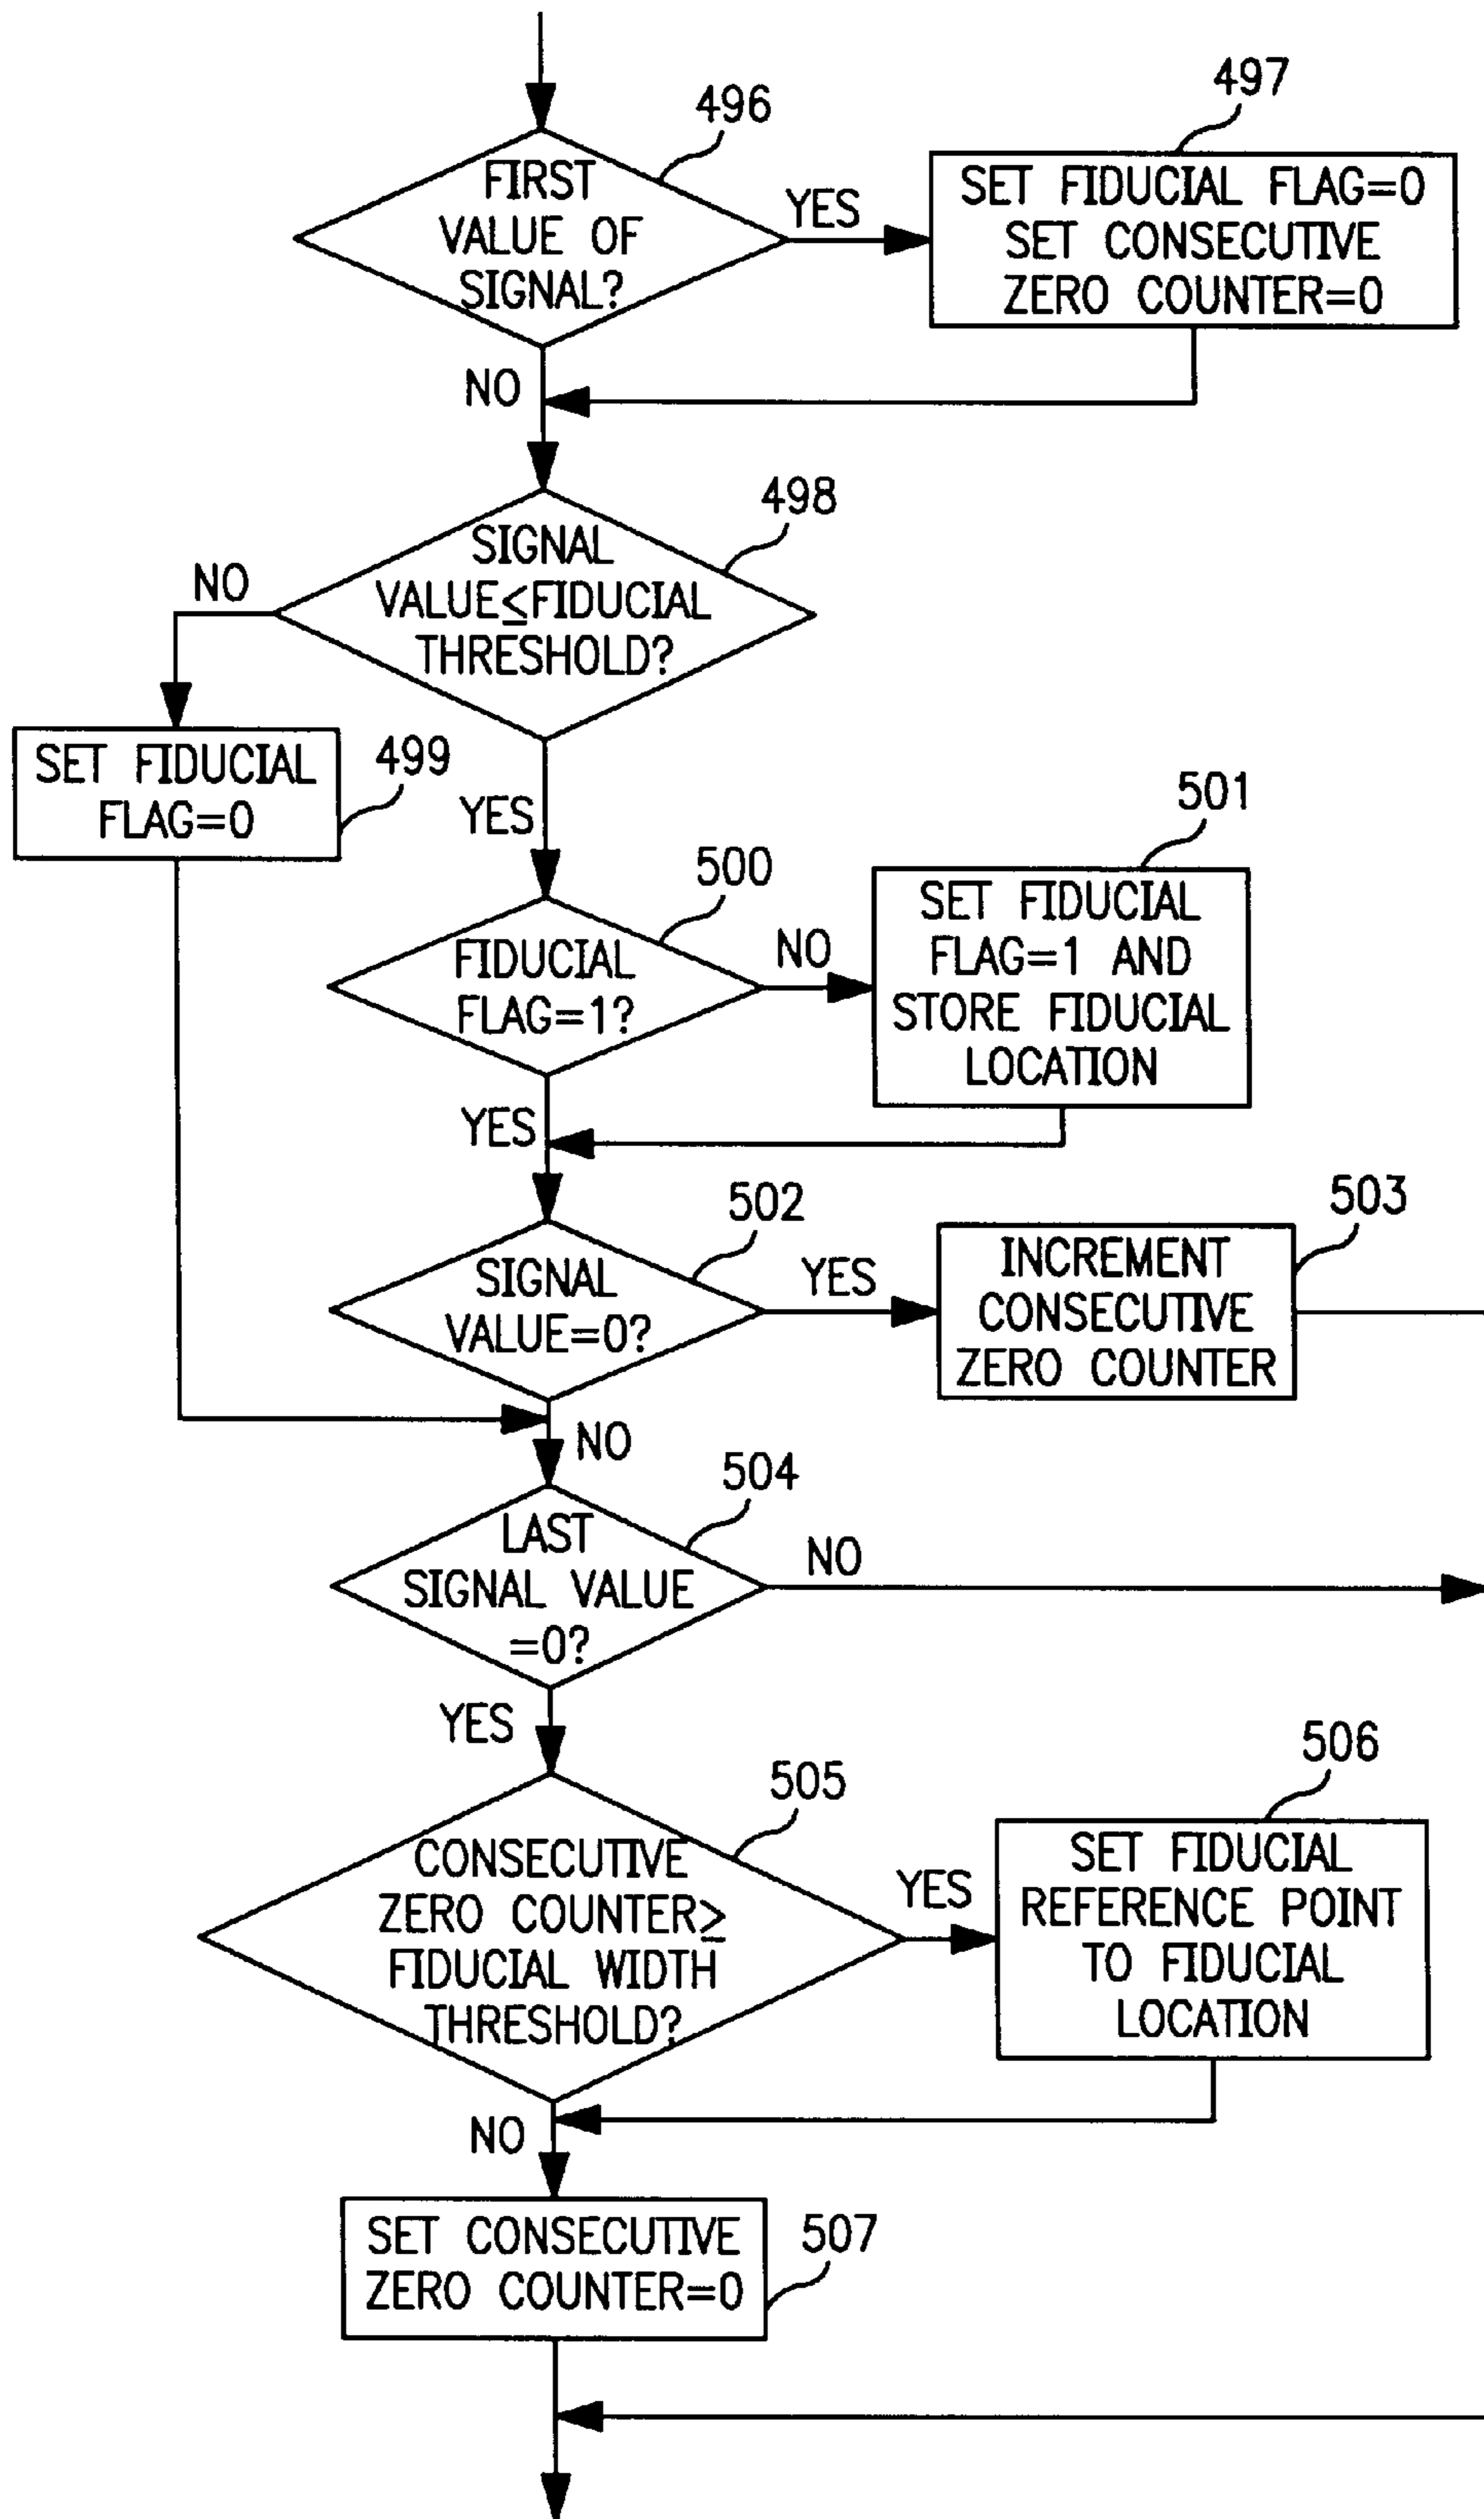 496
FIRST
VALUE OF
SIGNAL?
YES
497
SET FIDUCIAL FLAG=0
SET CONSECUTIVE
ZERO COUNTER=0
NO
498
SIGNAL
VALUE≤FIDUCIAL
THRESHOLD?
NO
SET FIDUCIAL
FLAG=0
499
YES
500
FIDUCIAL
FLAG=1?
NO
501
SET FIDUCIAL
FLAG=1 AND
STORE FIDUCIAL
LOCATION
YES
502
SIGNAL
VALUE=0?
YES
503
INCREMENT
CONSECUTIVE
ZERO COUNTER
NO
504
LAST
SIGNAL VALUE
=0?
NO
YES
505
CONSECUTIVE
ZERO COUNTER≥
FIDUCIAL WIDTH
THRESHOLD?
YES
506
SET FIDUCIAL
REFERENCE POINT
TO FIDUCIAL
LOCATION
NO
SET CONSECUTIVE
ZERO COUNTER=0
507